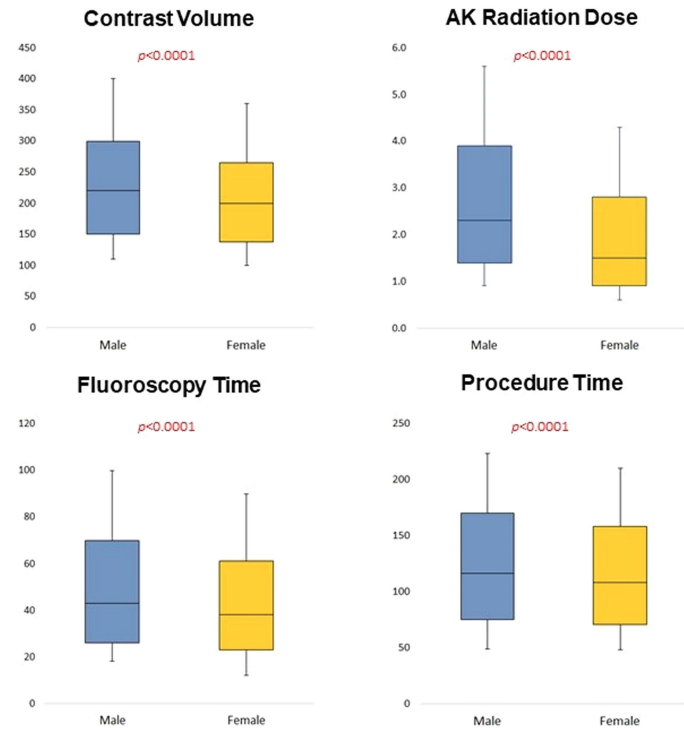 Contrast Volume
p<0.0001
450
400
350
300
250
200
150
100
50
0
Male Female
AK Radiation Dose
p<0.0001
6.0
5.0
4.0
3.0
2.0
1.0
0.0
Male Female
Fluoroscopy Time
p<0.0001
120
100
80
60
40
20
0
Male Female
Procedure Time
p<0.0001
250
200
150
100
50
0
Male Female